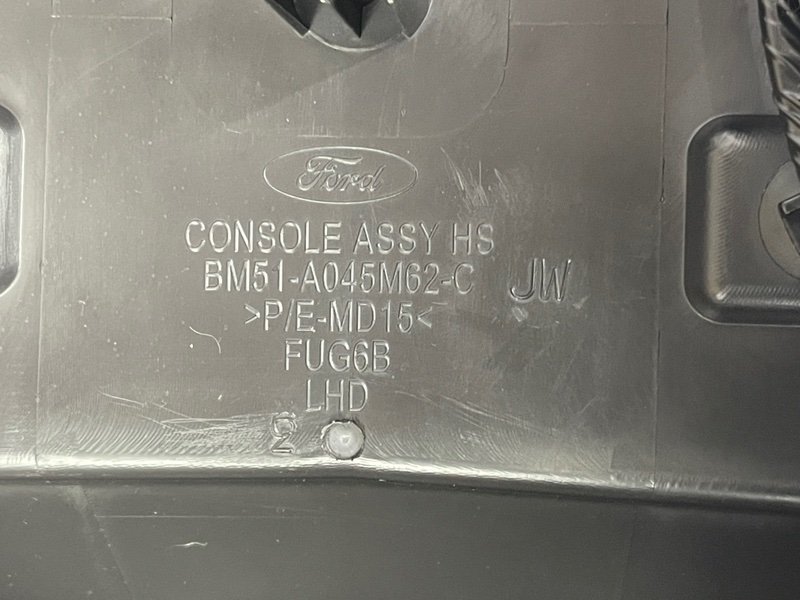 Ford
CONSOLE ASSY HS
BM51-A045M62-C JW
>P/E-MD15<
FUG6B
LHD